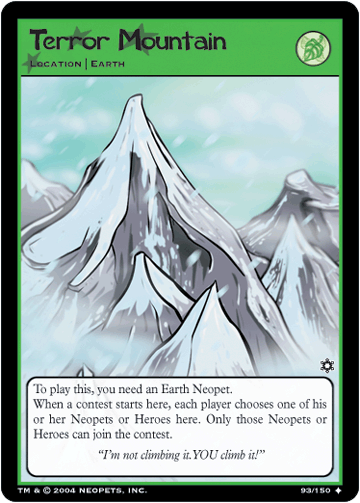 Terror Mountain
Location | Earth
To play this, you need an Earth Neopet.
When a contest starts here, each player chooses one of his
or her Neopets or Heroes here. Only those Neopets or
Heroes can join the contest.
"I'm not climbing it.YOU climb it!"
TM & © 2004 NEOPETS, INC.
93/150